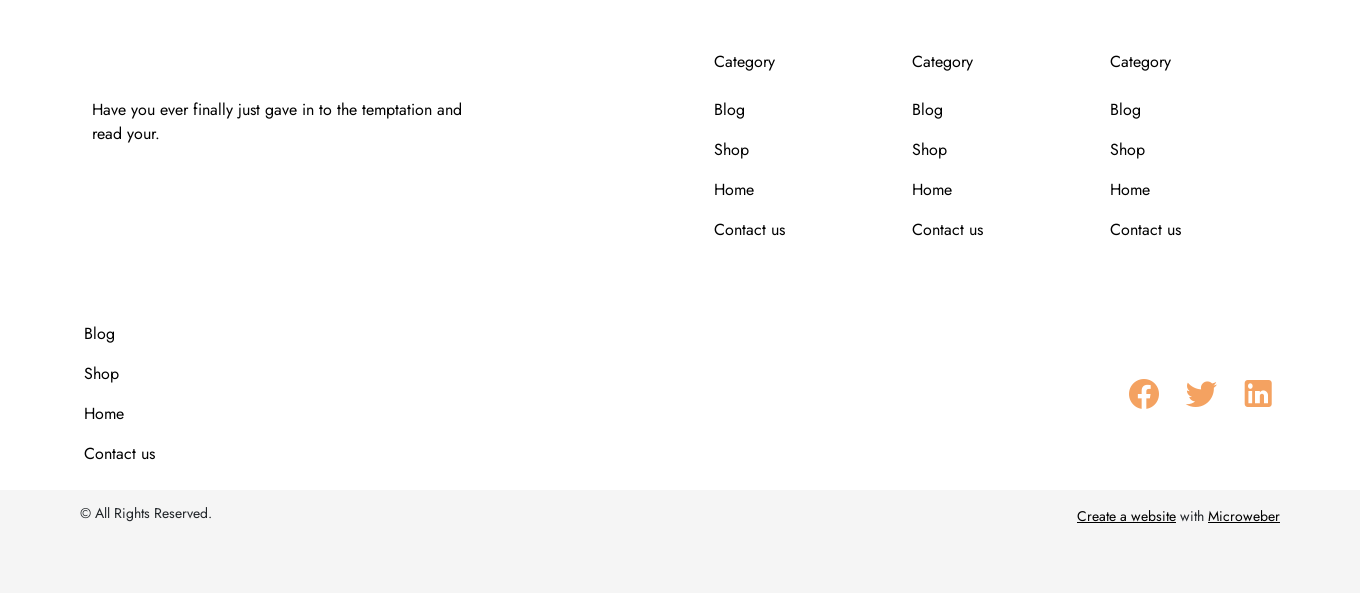 Have you ever finally just gave in to the temptation and
read your.
Category
Blog
Shop
Home
Contact us
Category
Blog
Shop
Home
Contact us
Category
Blog
Shop
Home
Contact us
Blog
Shop
Home
Contact us
© All Rights Reserved.
Create a website with Microweber